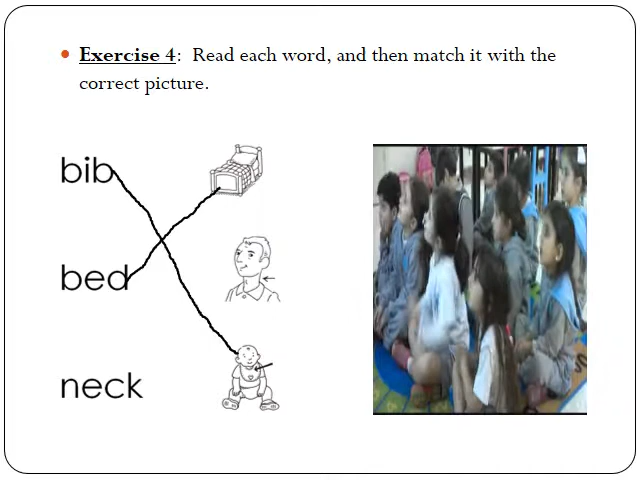 Exercise 4:  Read each word, and then match it with the
correct picture.
bib
bed
neck